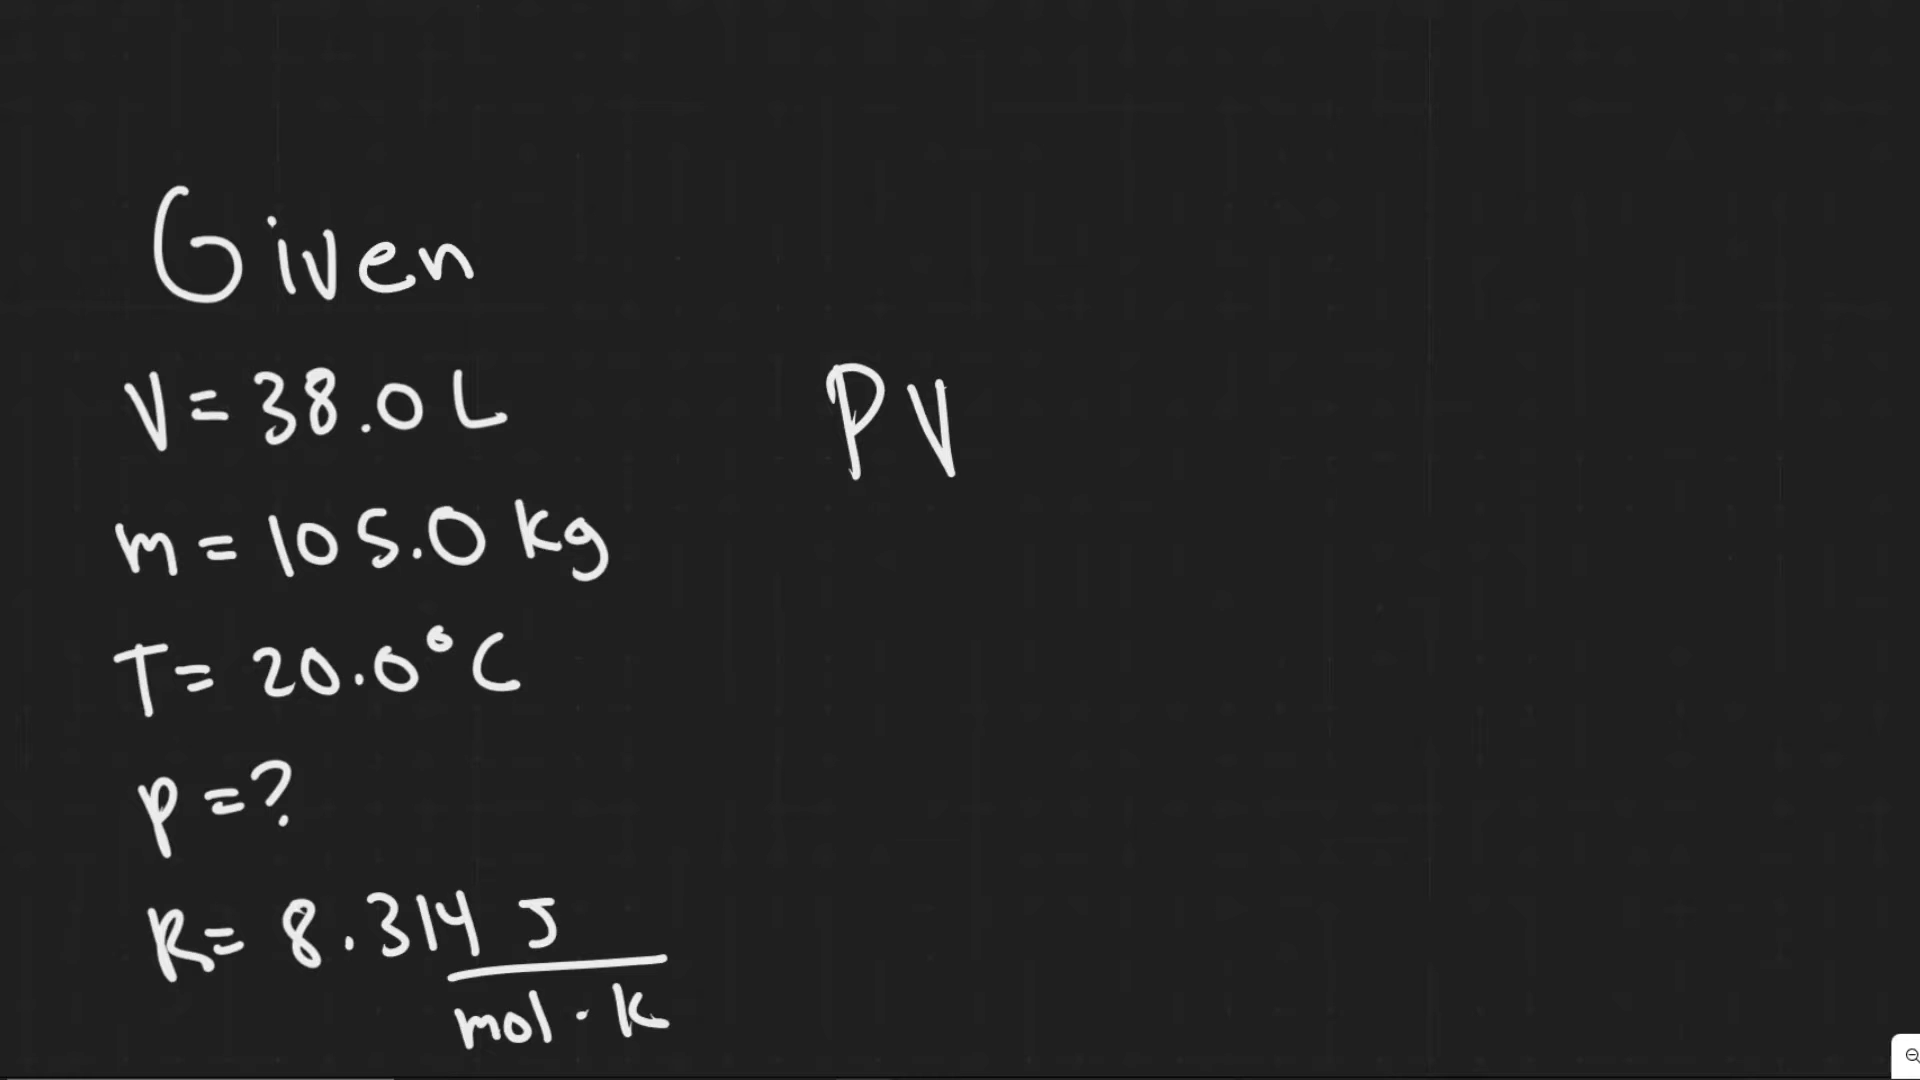 Given
V = 38.0 L
PV
m = 105.0 kg
T = 20.0°C
p = ?
R = 8.314 J
mol · K